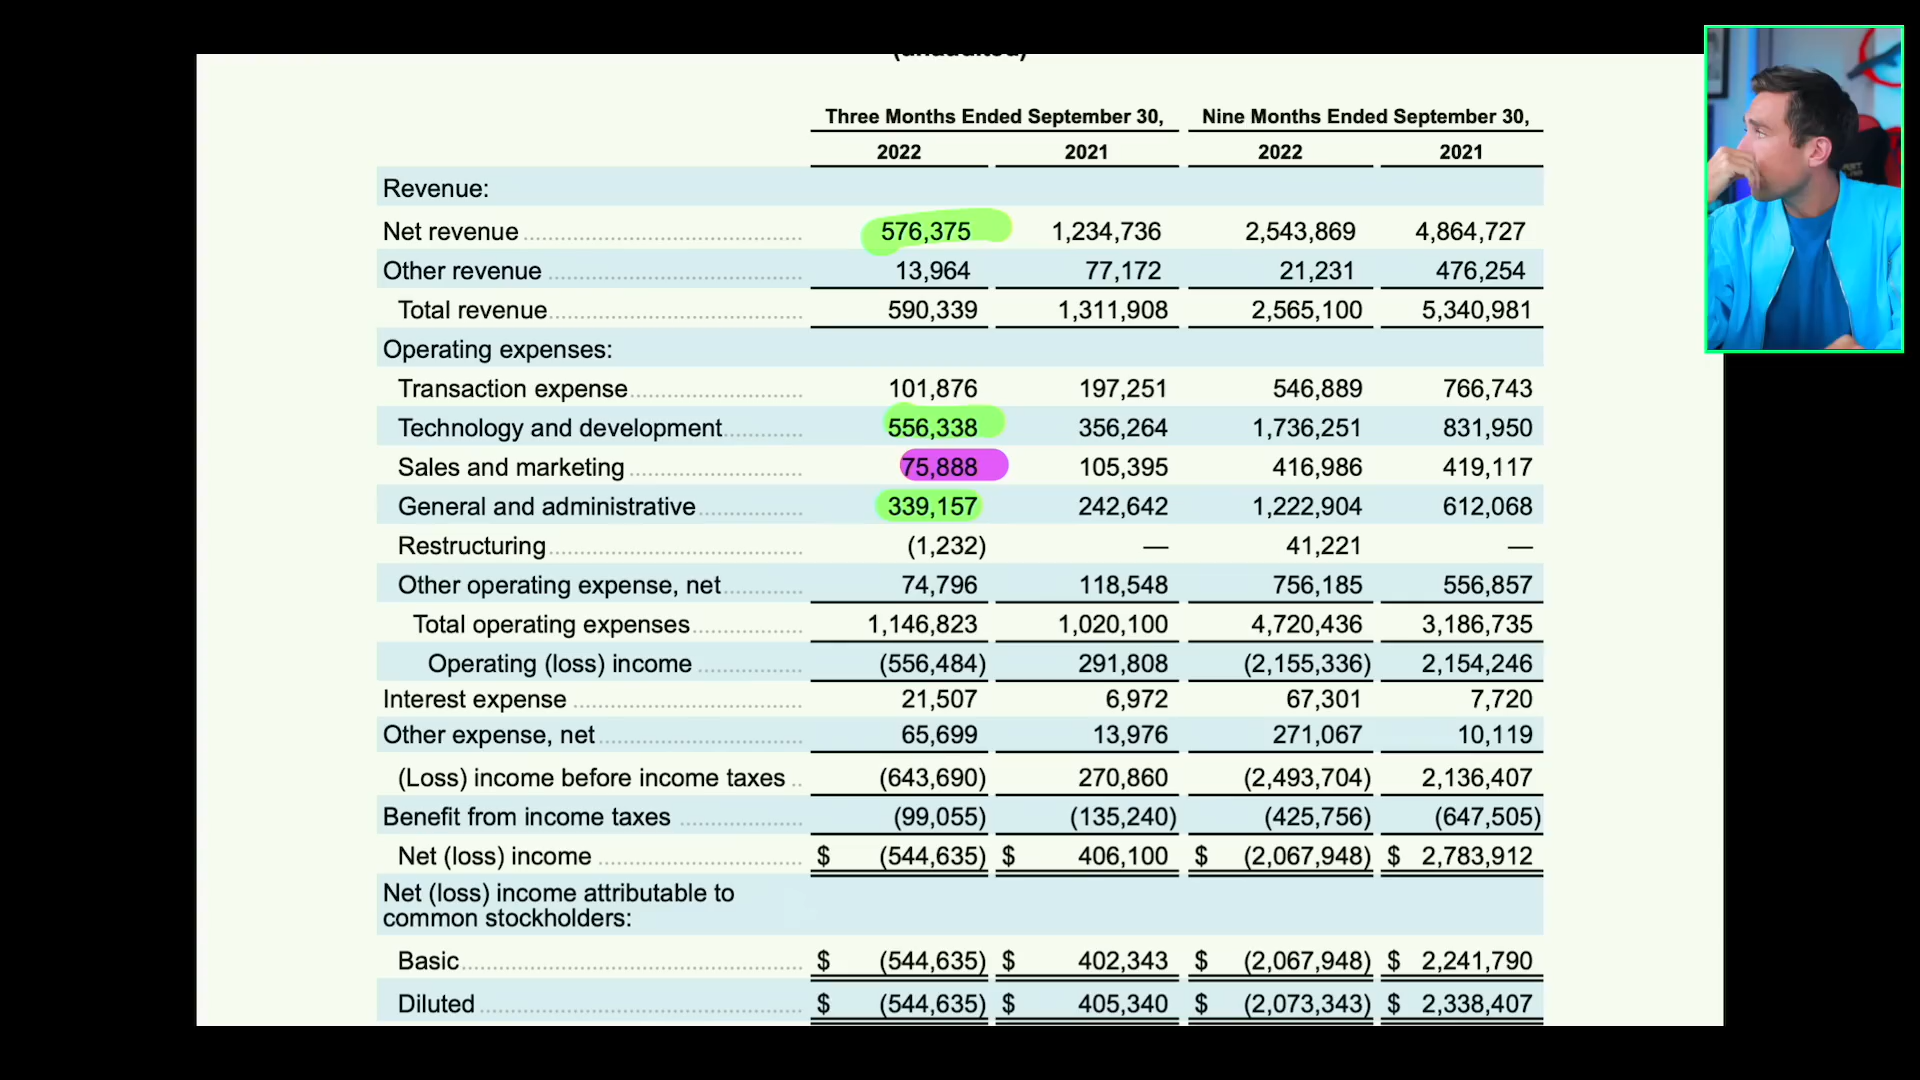 (unaudited)
Three Months Ended September 30, Nine Months Ended September 30,
2022 2021 2022 2021
Revenue:
Net revenue 576,375 1,234,736 2,543,869 4,864,727
Other revenue 13,964 77,172 21,231 476,254
Total revenue 590,339 1,311,908 2,565,100 5,340,981
Operating expenses:
Transaction expense 101,876 197,251 546,889 766,743
Technology and development 556,338 356,264 1,736,251 831,950
Sales and marketing 75,888 105,395 416,986 419,117
General and administrative 339,157 242,642 1,222,904 612,068
Restructuring (1,232) — 41,221 —
Other operating expense, net 74,796 118,548 756,185 556,857
Total operating expenses 1,146,823 1,020,100 4,720,436 3,186,735
Operating (loss) income (556,484) 291,808 (2,155,336) 2,154,246
Interest expense 21,507 6,972 67,301 7,720
Other expense, net 65,699 13,976 271,067 10,119
(Loss) income before income taxes (643,690) 270,860 (2,493,704) 2,136,407
Benefit from income taxes (99,055) (135,240) (425,756) (647,505)
Net (loss) income $ (544,635) $ 406,100 $ (2,067,948) $ 2,783,912
Net (loss) income attributable to
common stockholders:
Basic $ (544,635) $ 402,343 $ (2,067,948) $ 2,241,790
Diluted $ (544,635) $ 405,340 $ (2,073,343) $ 2,338,407